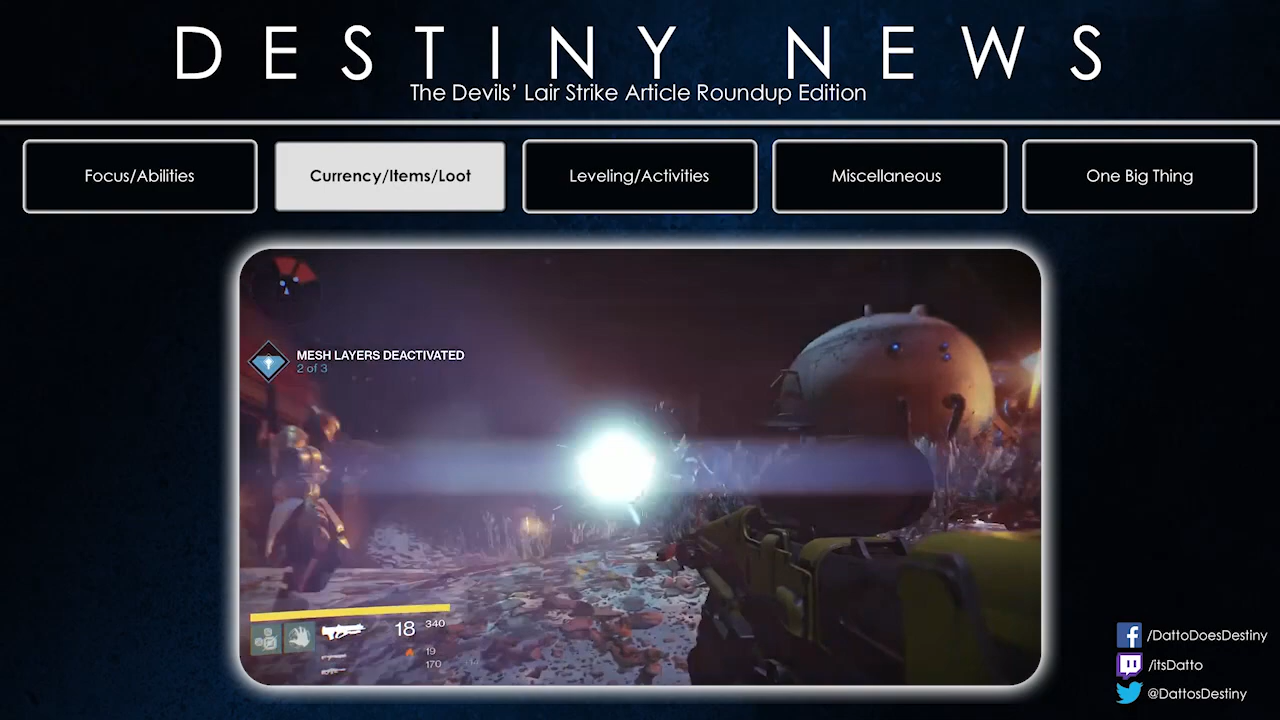 DESTINY NEWS
The Devils' Lair Strike Article Roundup Edition
Focus/Abilities
Currency/Items/Loot
Leveling/Activities
Miscellaneous
One Big Thing
MESH LAYERS DEACTIVATED
2 of 3
18 340
19
170 +14
/DattoDoesDestiny
/itsDatto
@DattosDestiny